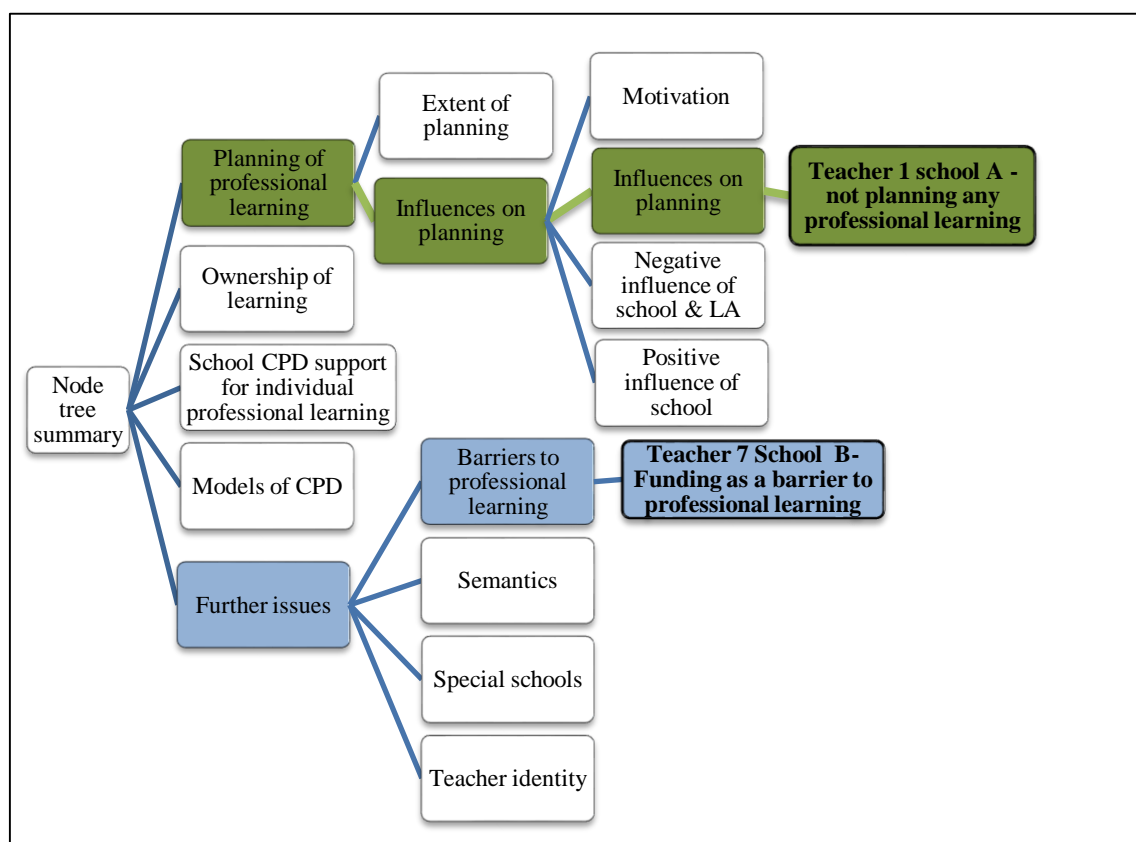 Node
tree
summary
Planning of
professional
learning
Ownership of
learning
School CPD support
for individual
professional learning
Models of CPD
Further issues
Extent of
planning
Influences on
planning
Motivation
Influences on
planning
Negative
influence of
school & LA
Positive
influence of
school
Teacher 1 school A -
not planning any
professional learning
Barriers to
professional
learning
Semantics
Special schools
Teacher identity
Teacher 7 School B-
Funding as a barrier to
professional learning